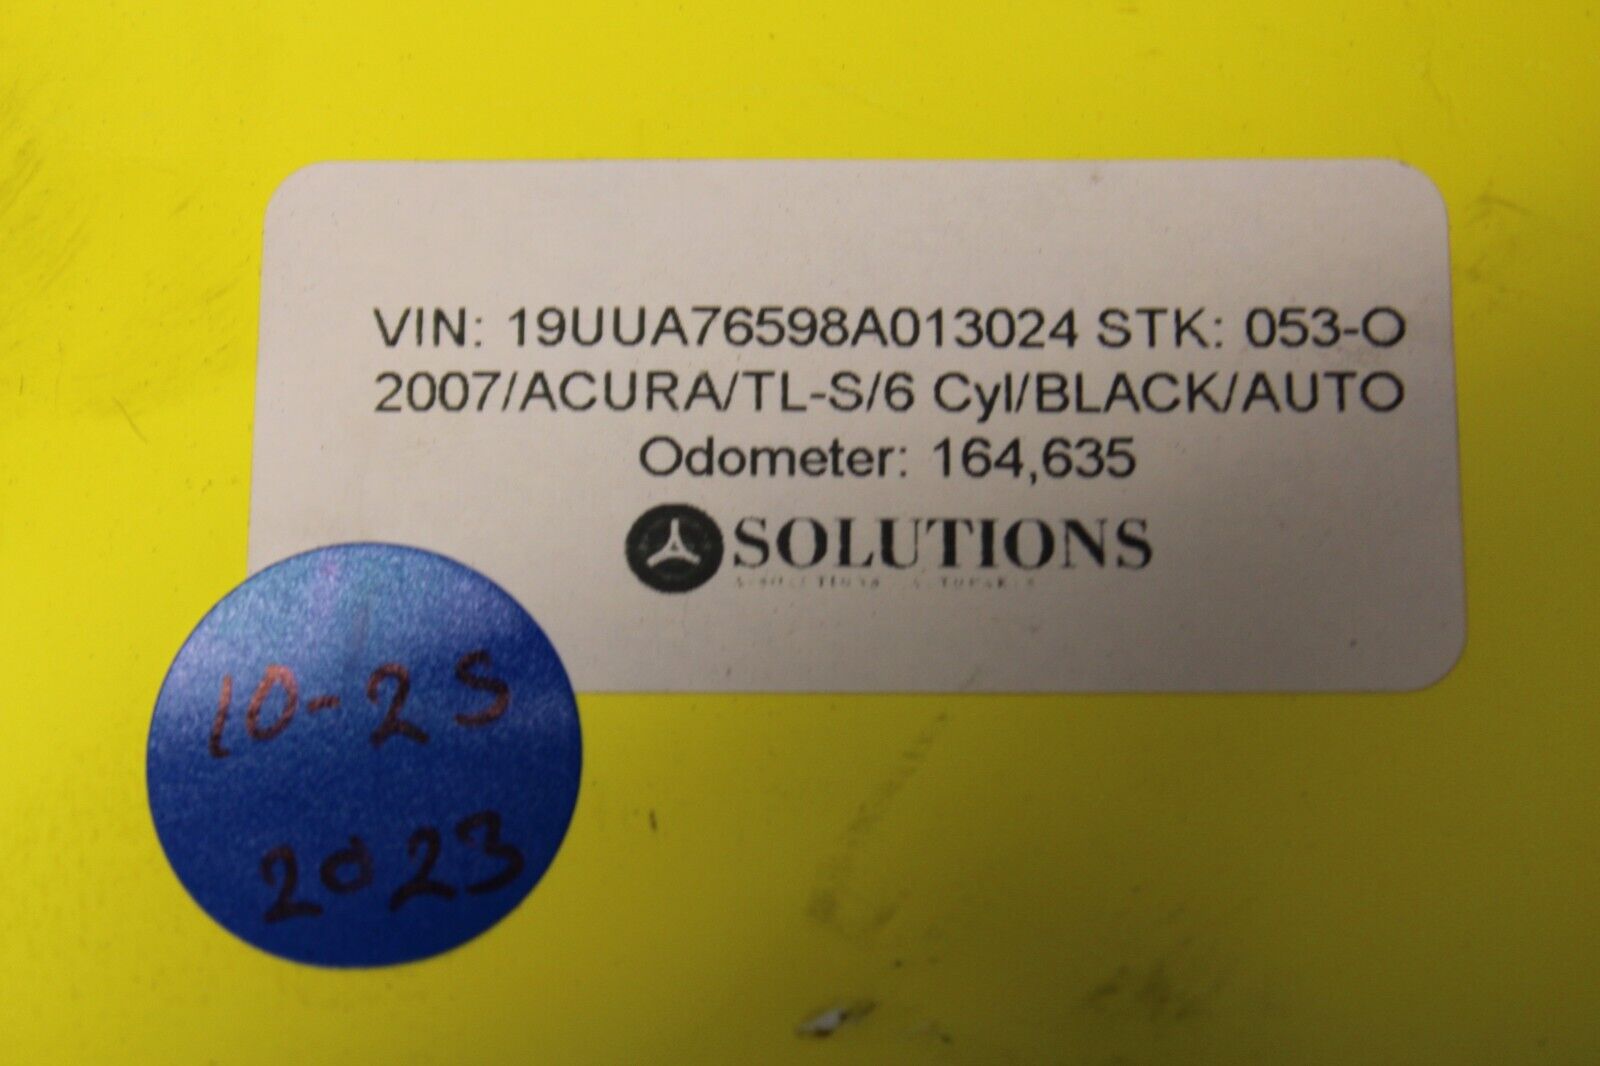 VIN: 19UUA76598A013024 STK: 053-O
2007/ACURA/TL-S/6 Cyl/BLACK/AUTO
Odometer: 164,635
SOLUTIONS
10-25
2023